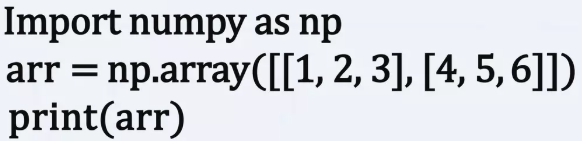 Import numpy as np
arr = np.array([[1, 2, 3], [4, 5, 6]])
print(arr)